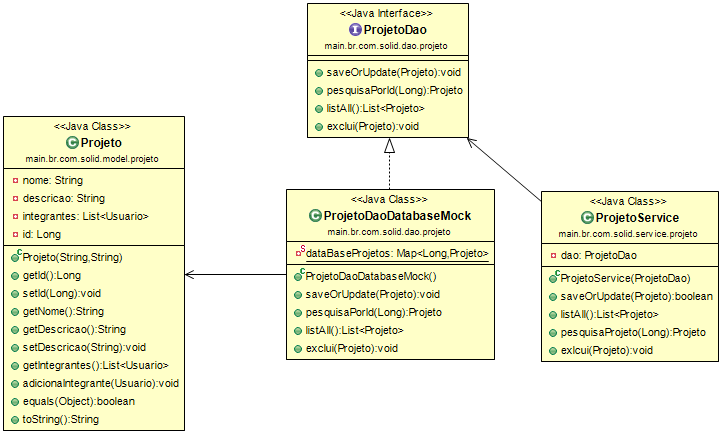 <<Java Interface>>
ProjetoDao
main.br.com.solid.dao.projeto
saveOrUpdate(Projeto):void
pesquisaPorId(Long):Projeto
listAll():List<Projeto>
exclui(Projeto):void
<<Java Class>>
Projeto
main.br.com.solid.model.projeto
nome: String
descricao: String
integrantes: List<Usuario>
id: Long
Projeto(String,String)
getId():Long
setId(Long):void
getNome():String
getDescricao():String
setDescricao(String):void
getIntegrantes():List<Usuario>
adicionaIntegrante(Usuario):void
equals(Object):boolean
toString():String
<<Java Class>>
ProjetoDaoDatabaseMock
main.br.com.solid.dao.projeto
dataBaseProjetos: Map<Long,Projeto>
ProjetoDaoDatabaseMock()
saveOrUpdate(Projeto):void
pesquisaPorId(Long):Projeto
listAll():List<Projeto>
exclui(Projeto):void
<<Java Class>>
ProjetoService
main.br.com.solid.service.projeto
dao: ProjetoDao
ProjetoService(ProjetoDao)
saveOrUpdate(Projeto):boolean
listAll():List<Projeto>
pesquisaProjeto(Long):Projeto
exlcui(Projeto):void